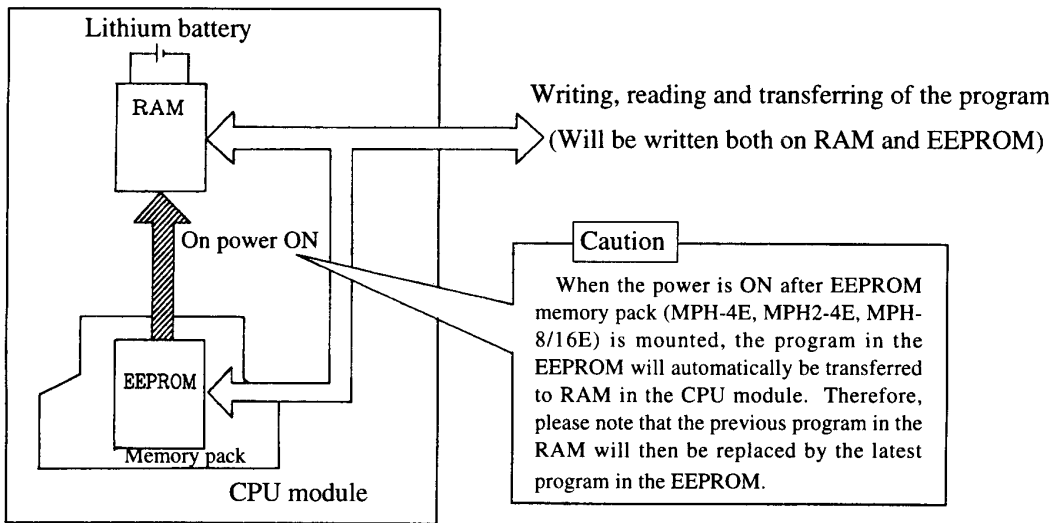 Lithium battery
RAM
Writing, reading and transferring of the program
(Will be written both on RAM and EEPROM)
On power ON
Caution
When the power is ON after EEPROM
memory pack (MPH-4E, MPH2-4E, MPH-
8/16E) is mounted, the program in the
EEPROM will automatically be transferred
to RAM in the CPU module. Therefore,
please note that the previous program in the
RAM will then be replaced by the latest
program in the EEPROM.
EEPROM
Memory pack
CPU module